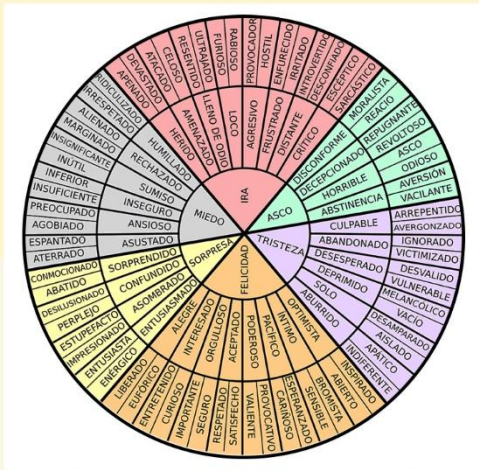 IRA
HERIDO
AMENAZADO
LLENO DE ODIO
LOCO
AGRESIVO
FRUSTRADO
DISTANTE
CRÍTICO
APENADO
DEVASTADO
ATACADO
CELOSO
RESENTIDO
ULTRAJADO
FURIOSO
RABIOSO
PROVOCADOR
HOSTIL
ENFURECIDO
IRRITADO
INTROVERTIDO
DESCONFIADO
ESCÉPTICO
SARCÁSTICO
ASCO
DISCONFORME
DECEPCIONADO
HORRIBLE
ABSTINENCIA
MORALISTA
REACIO
REPUGNANTE
REVOLTOSO
ASCO
ODIOSO
AVERSIÓN
VACILANTE
TRISTEZA
CULPABLE
ABANDONADO
DESESPERADO
DEPRIMIDO
SOLO
ABURRIDO
ARREPENTIDO
AVERGONZADO
IGNORADO
VICTIMIZADO
DESVALIDO
VULNERABLE
MELANCÓLICO
VACÍO
DESAMPARADO
AISLADO
APÁTICO
INDIFERENTE
FELICIDAD
OPTIMISTA
ÍNTIMO
PACÍFICO
PODEROSO
ACEPTADO
ORGULLOSO
INTERESADO
ALEGRE
INSPIRADO
ABIERTO
BROMISTA
SENSIBLE
ESPERANZADO
CARIÑOSO
PROVOCATIVO
VALIENTE
SATISFECHO
RESPETADO
SEGURO
IMPORTANTE
CURIOSO
ENTRETENIDO
EUFÓRICO
LIBERADO
SORPRESA
ENTUSIASMADO
ASOMBRADO
CONFUNDIDO
SORPRENDIDO
ENÉRGICO
ENTUSIASTA
IMPRESIONADO
ESTUPEFACTO
PERPLEJO
DESILUSIONADO
ABATIDO
CONMOCIONADO
MIEDO
ASUSTADO
ANSIOSO
INSEGURO
SUMISO
RECHAZADO
HUMILLADO
ATERRADO
ESPANTADO
AGOBIADO
PREOCUPADO
INSUFICIENTE
INFERIOR
INÚTIL
INSIGNIFICANTE
MARGINADO
ALIENADO
IRRESPETADO
RIDICULIZADO